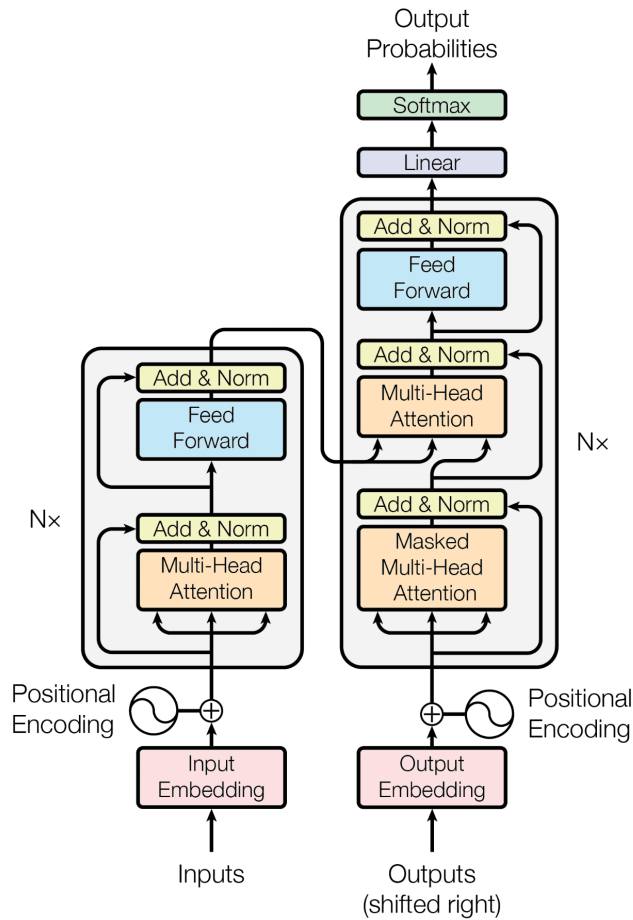 Output
Probabilities
Softmax
Linear
Add & Norm
Feed
Forward
Add & Norm
Multi-Head
Attention
N×
Add & Norm
Masked
Multi-Head
Attention
Add & Norm
Feed
Forward
N×
Add & Norm
Multi-Head
Attention
Positional
Encoding
Positional
Encoding
Input
Embedding
Output
Embedding
Inputs
Outputs
(shifted right)